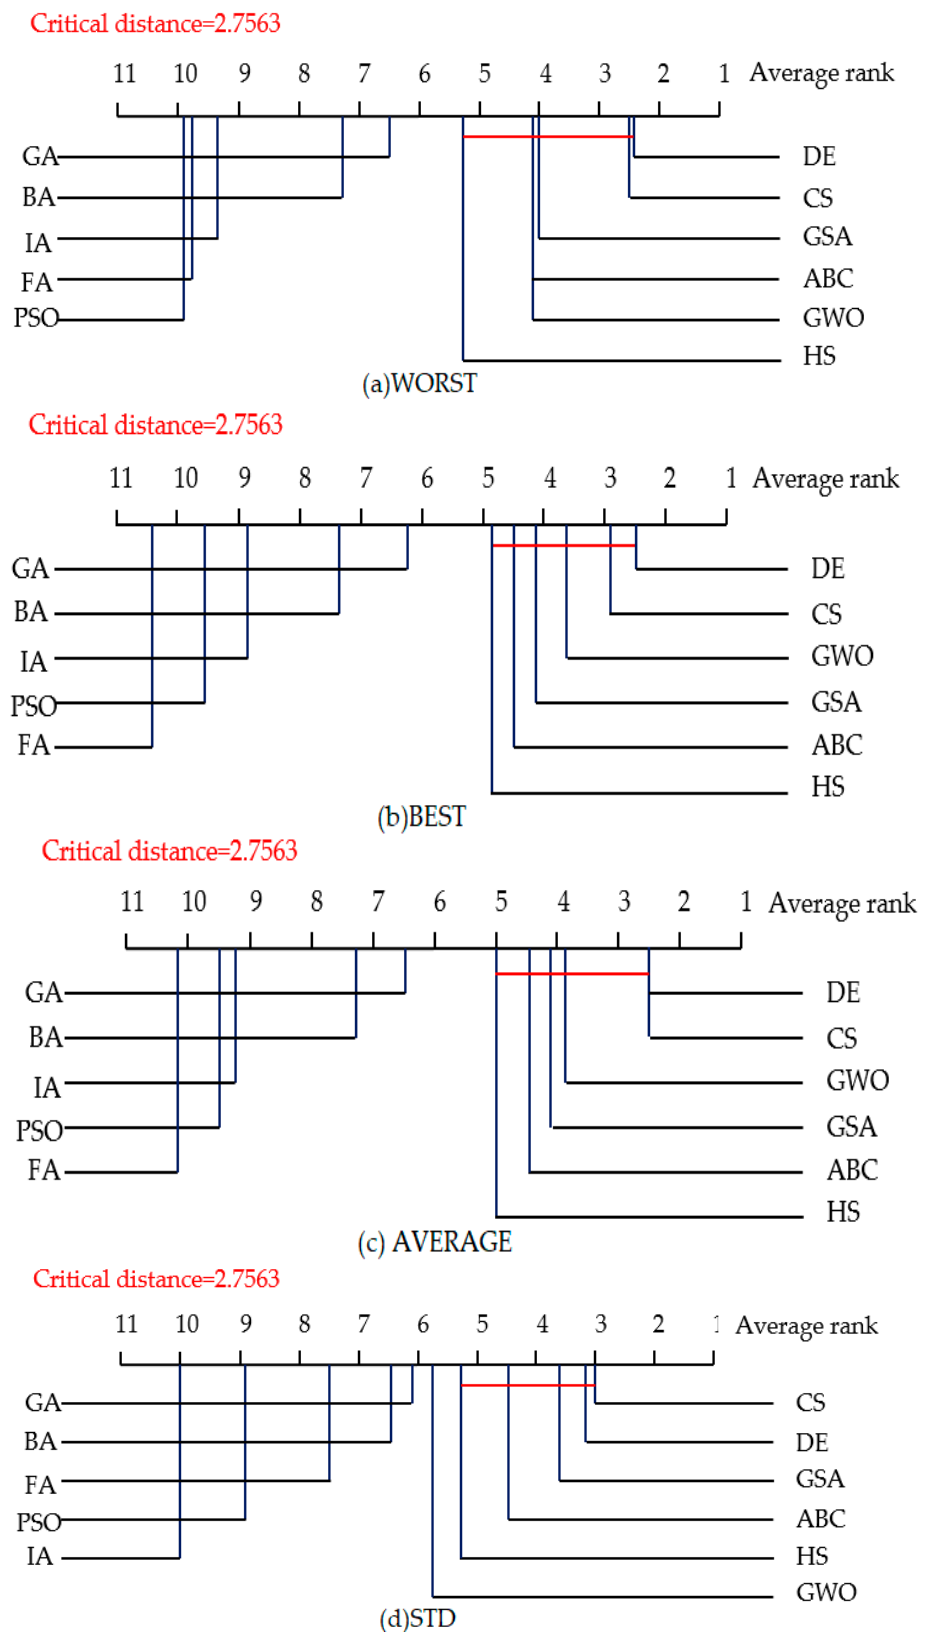 Critical distance=2.7563
11 10 9 8 7 6 5 4 3 2 1 Average rank
GA DE
BA CS
IA GSA
FA ABC
PSO GWO
HS
(a)WORST
Critical distance=2.7563
11 10 9 8 7 6 5 4 3 2 1 Average rank
GA DE
BA CS
IA GWO
PSO GSA
FA ABC
HS
(b)BEST
Critical distance=2.7563
11 10 9 8 7 6 5 4 3 2 1 Average rank
GA DE
BA CS
IA GWO
PSO GSA
FA ABC
HS
(c) AVERAGE
Critical distance=2.7563
11 10 9 8 7 6 5 4 3 2 1 Average rank
GA CS
BA DE
FA GSA
PSO ABC
IA HS
GWO
(d)STD